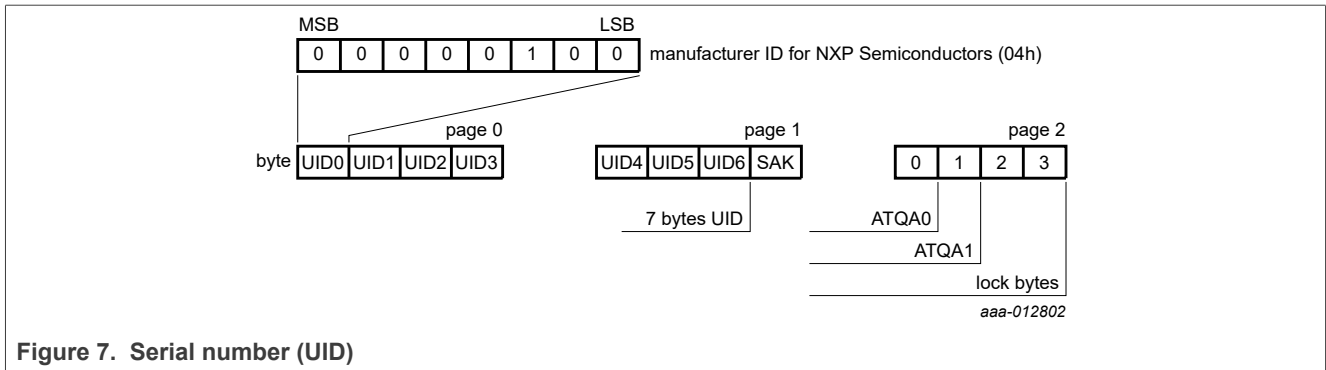 MSB LSB
0 0 0 0 0 1 0 0 manufacturer ID for NXP Semiconductors (04h)
page 0 page 1 page 2
byte UID0 UID1 UID2 UID3 UID4 UID5 UID6 SAK 0 1 2 3
7 bytes UID ATQA0
ATQA1
lock bytes
aaa-012802
Figure 7. Serial number (UID)